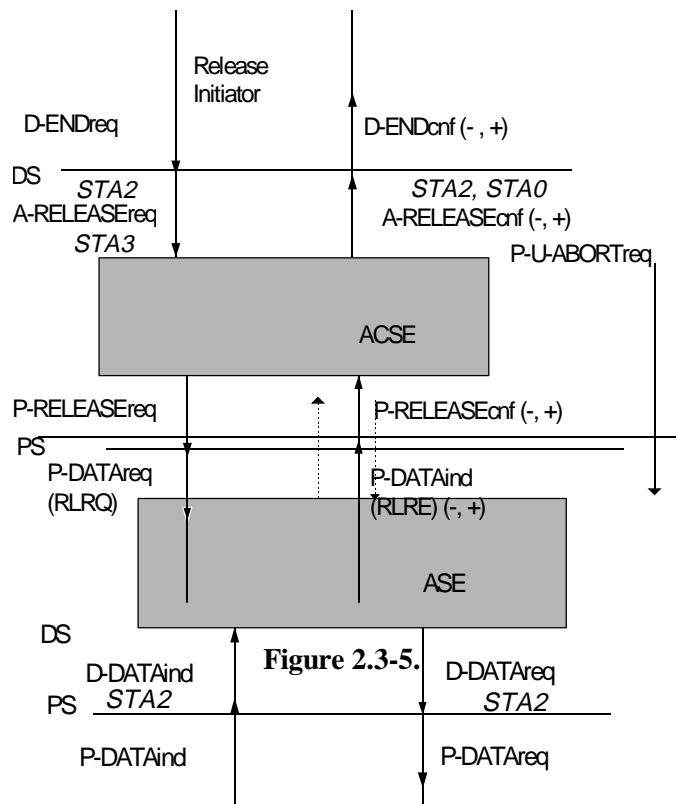 Release
Initiator
D-ENDreq
D-ENDcnf (- , +)
DS
STA2
STA2, STA0
A-RELEASEreq
A-RELEASEcnf (-, +)
STA3
P-U-ABORTreq
ACSE
P-RELEASEreq
P-RELEASEcnf (-, +)
PS
P-DATAreq
P-DATAind
(RLRQ)
(RLRE) (-, +)
ASE
DS
Figure 2.3-5.
D-DATAind
D-DATAreq
STA2
STA2
PS
P-DATAind
P-DATAreq